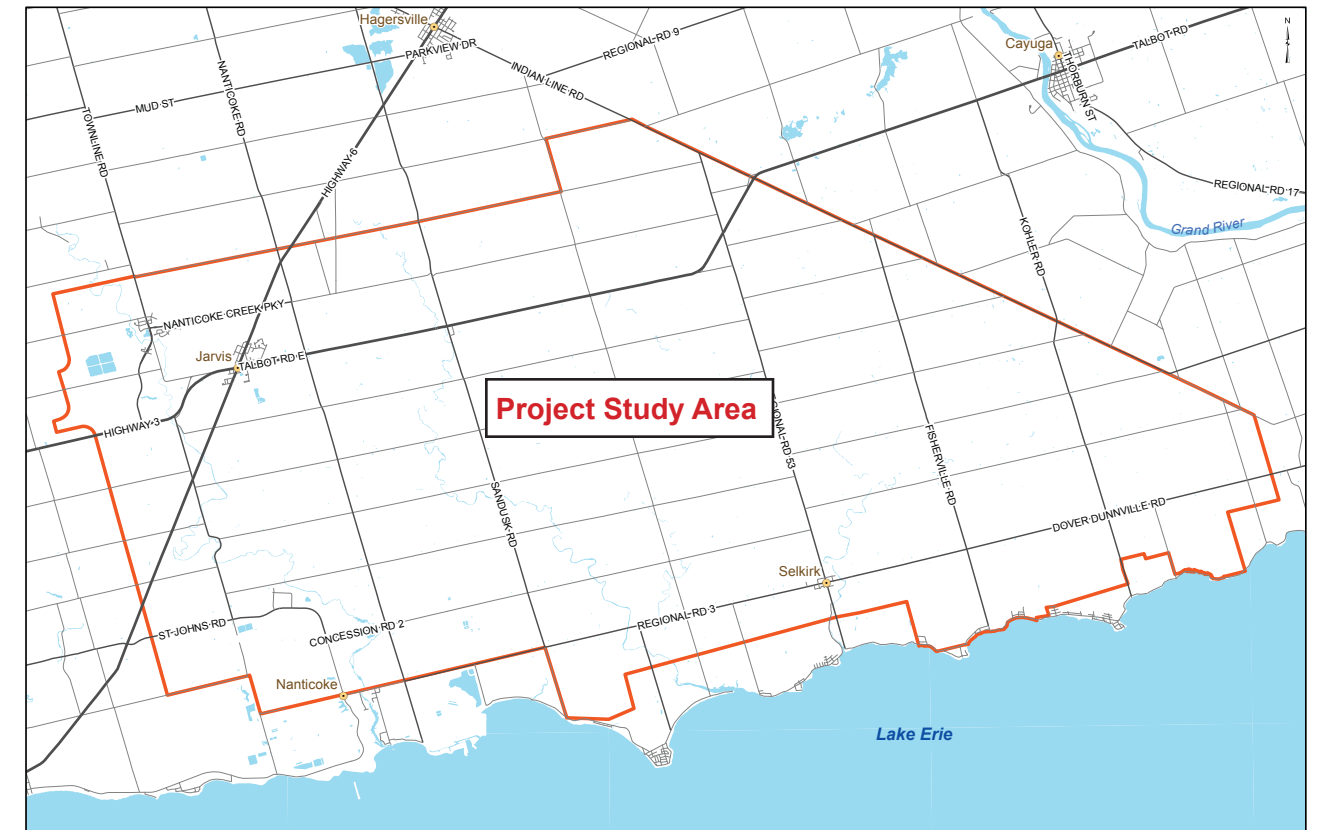 Hagersville
PARKVIEW DR
REGIONAL RD 9
Cayuga
TALBOT RD
N
THORBURN ST
INDIAN LINE RD
MUD ST
NANTICOKE RD
TOWNLINE RD
HIGHWAY 6
REGIONAL RD 17
Grand River
KOHLER RD
NANTICOKE CREEK PKY
Jarvis
TALBOT RD E
Project Study Area
HIGHWAY 3
REGIONAL RD 53
FISHERVILLE RD
SANDUSK RD
DOVER DUNNVILLE RD
Selkirk
REGIONAL RD 3
ST JOHNS RD
CONCESSION RD 2
Nanticoke
Lake Erie